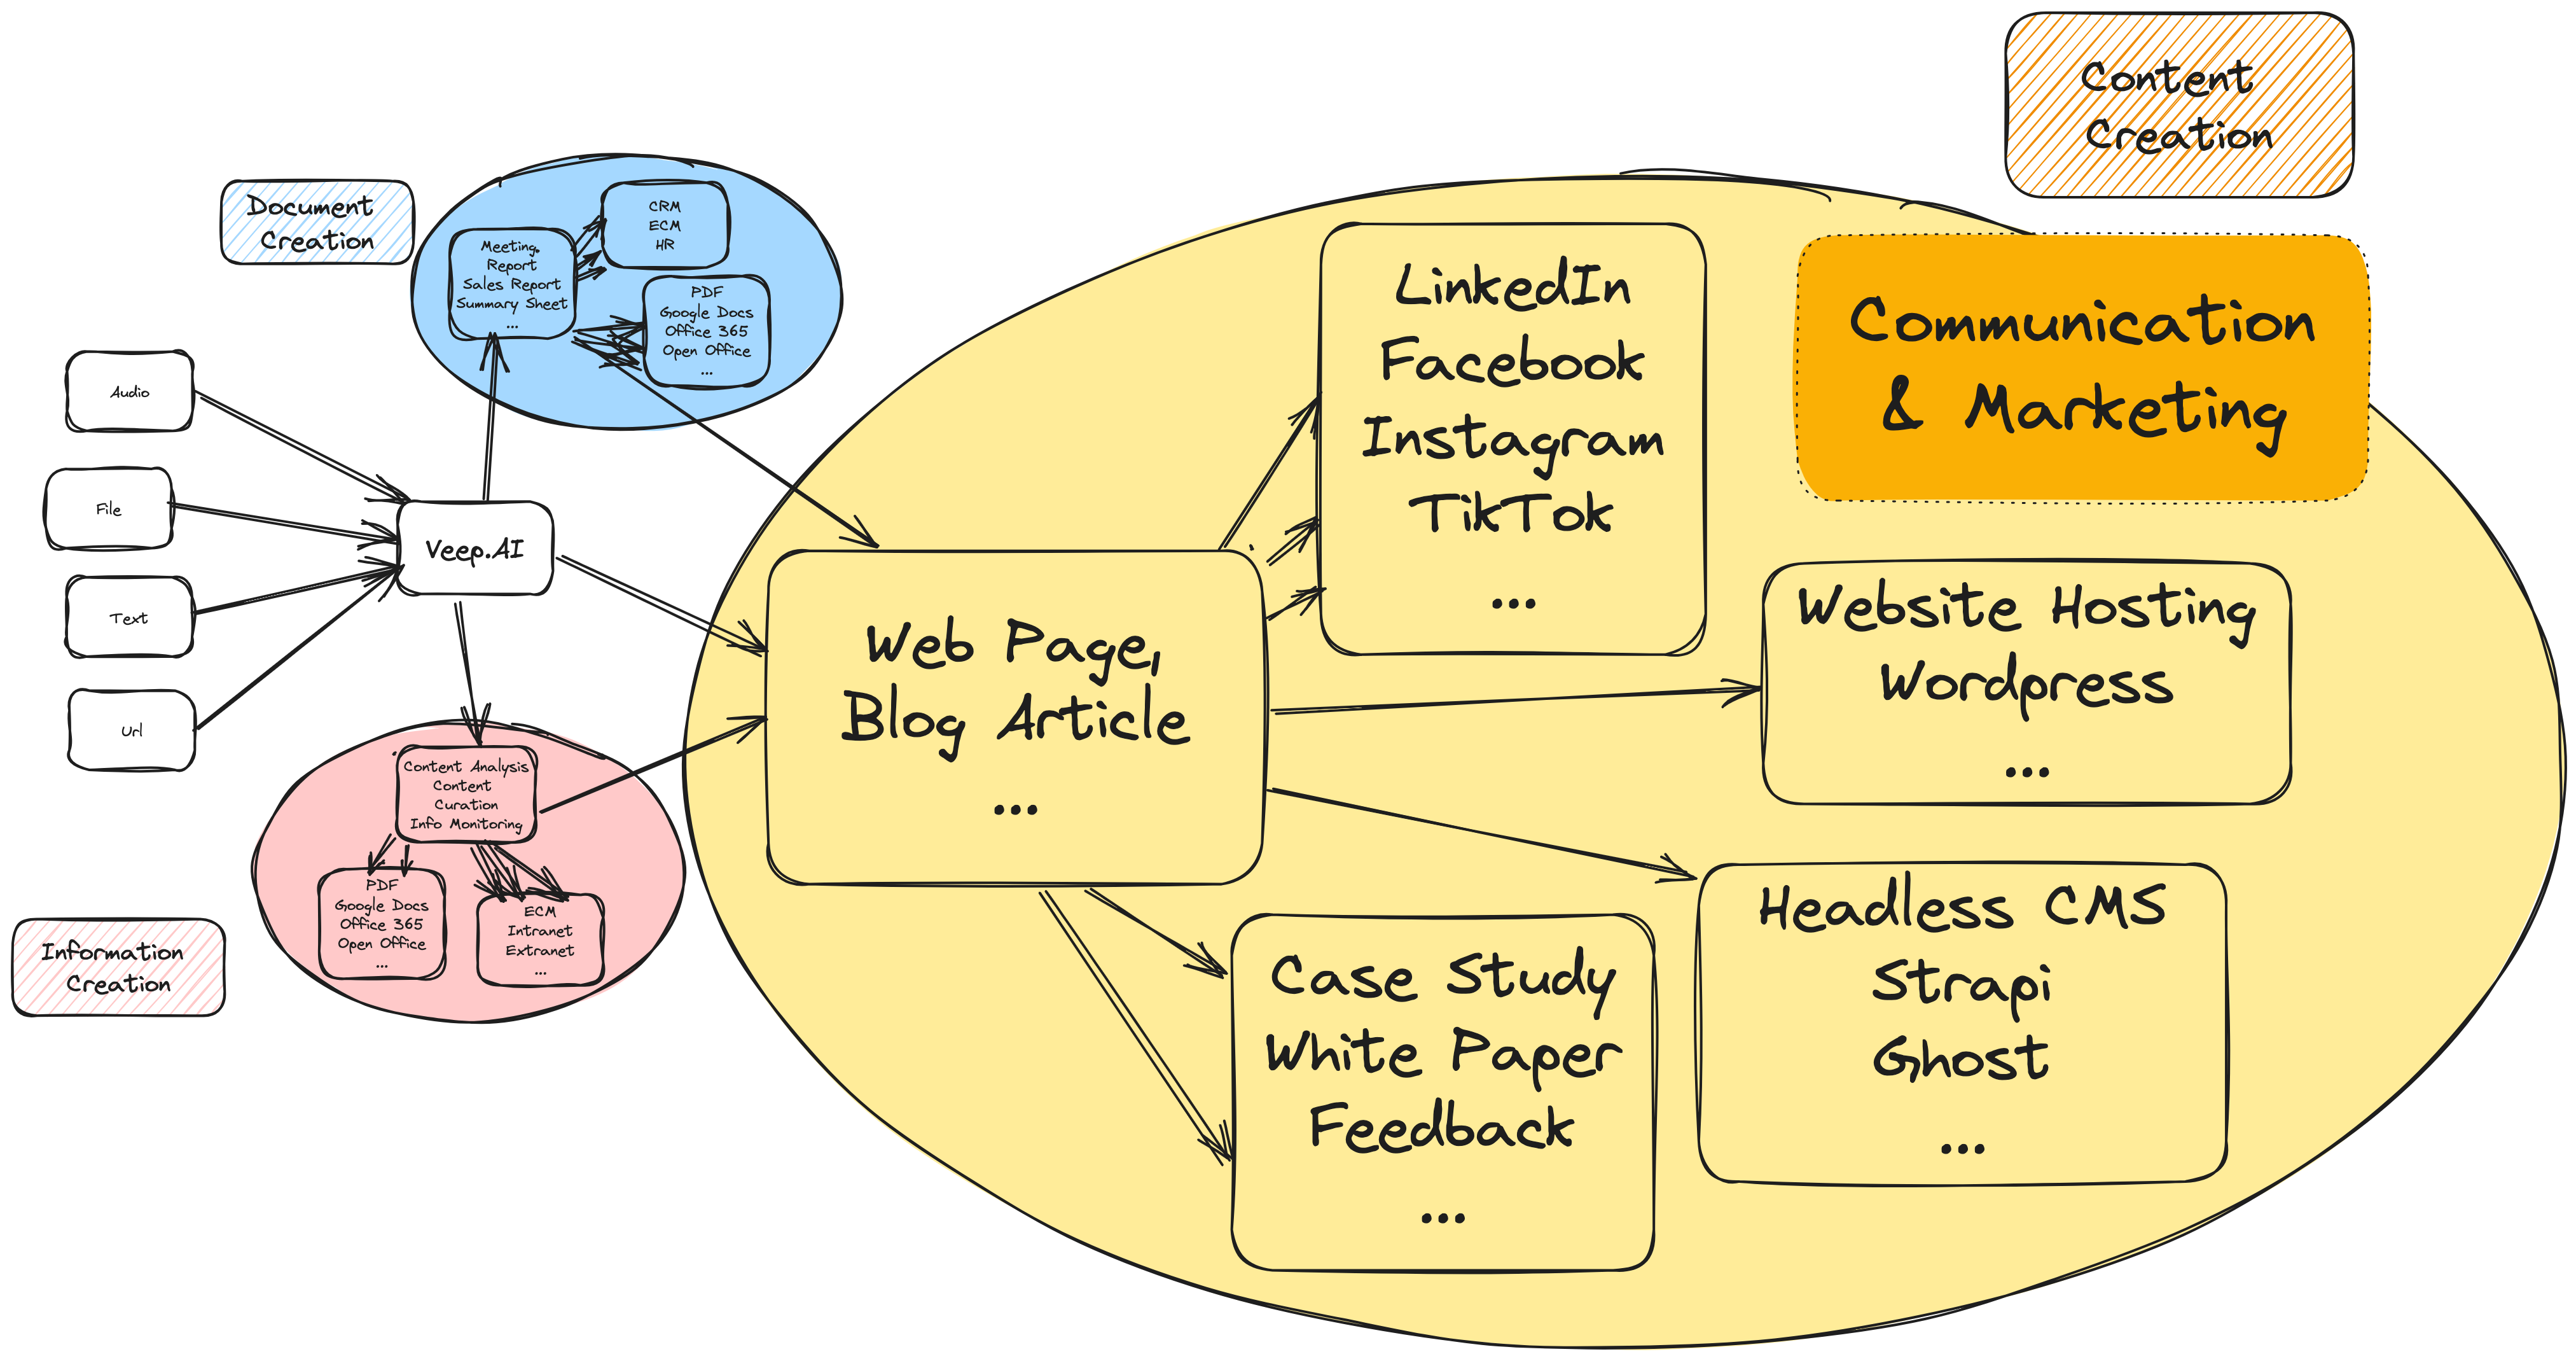 Content
Creation
Document
Creation
CRM
ECM
HR
Meeting
Report
Sales Report
Summary Sheet
...
PDF
Google Docs
Office 365
Open Office
...
Audio
File
Text
Url
Veep.AI
Content Analysis
Content
Curation
Info Monitoring
PDF
Google Docs
Office 365
Open Office
...
ECM
Intranet
Extranet
...
Information
Creation
Web Page,
Blog Article
...
LinkedIn
Facebook
Instagram
TikTok
...
Communication
& Marketing
Website Hosting
Wordpress
...
Headless CMS
Strapi
Ghost
...
Case Study
White Paper
Feedback
...